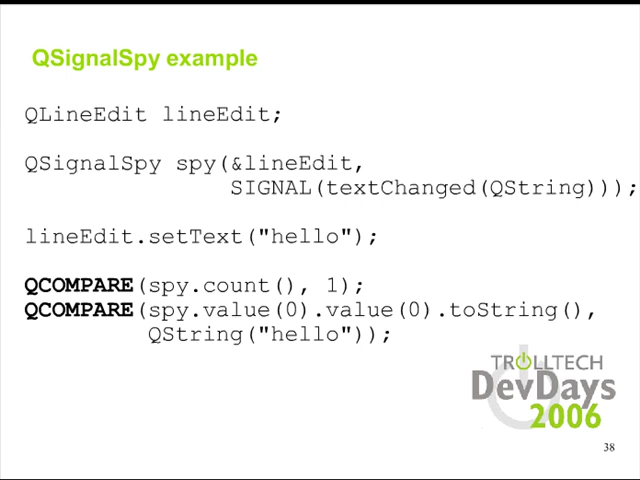 QSignalSpy example
QLineEdit lineEdit;
QSignalSpy spy(&lineEdit,
SIGNAL(textChanged(QString)));
lineEdit.setText("hello");
QCOMPARE(spy.count(), 1);
QCOMPARE(spy.value(0).value(0).toString(),
QString("hello"));
TROLLTECH
DevDays
2006
38